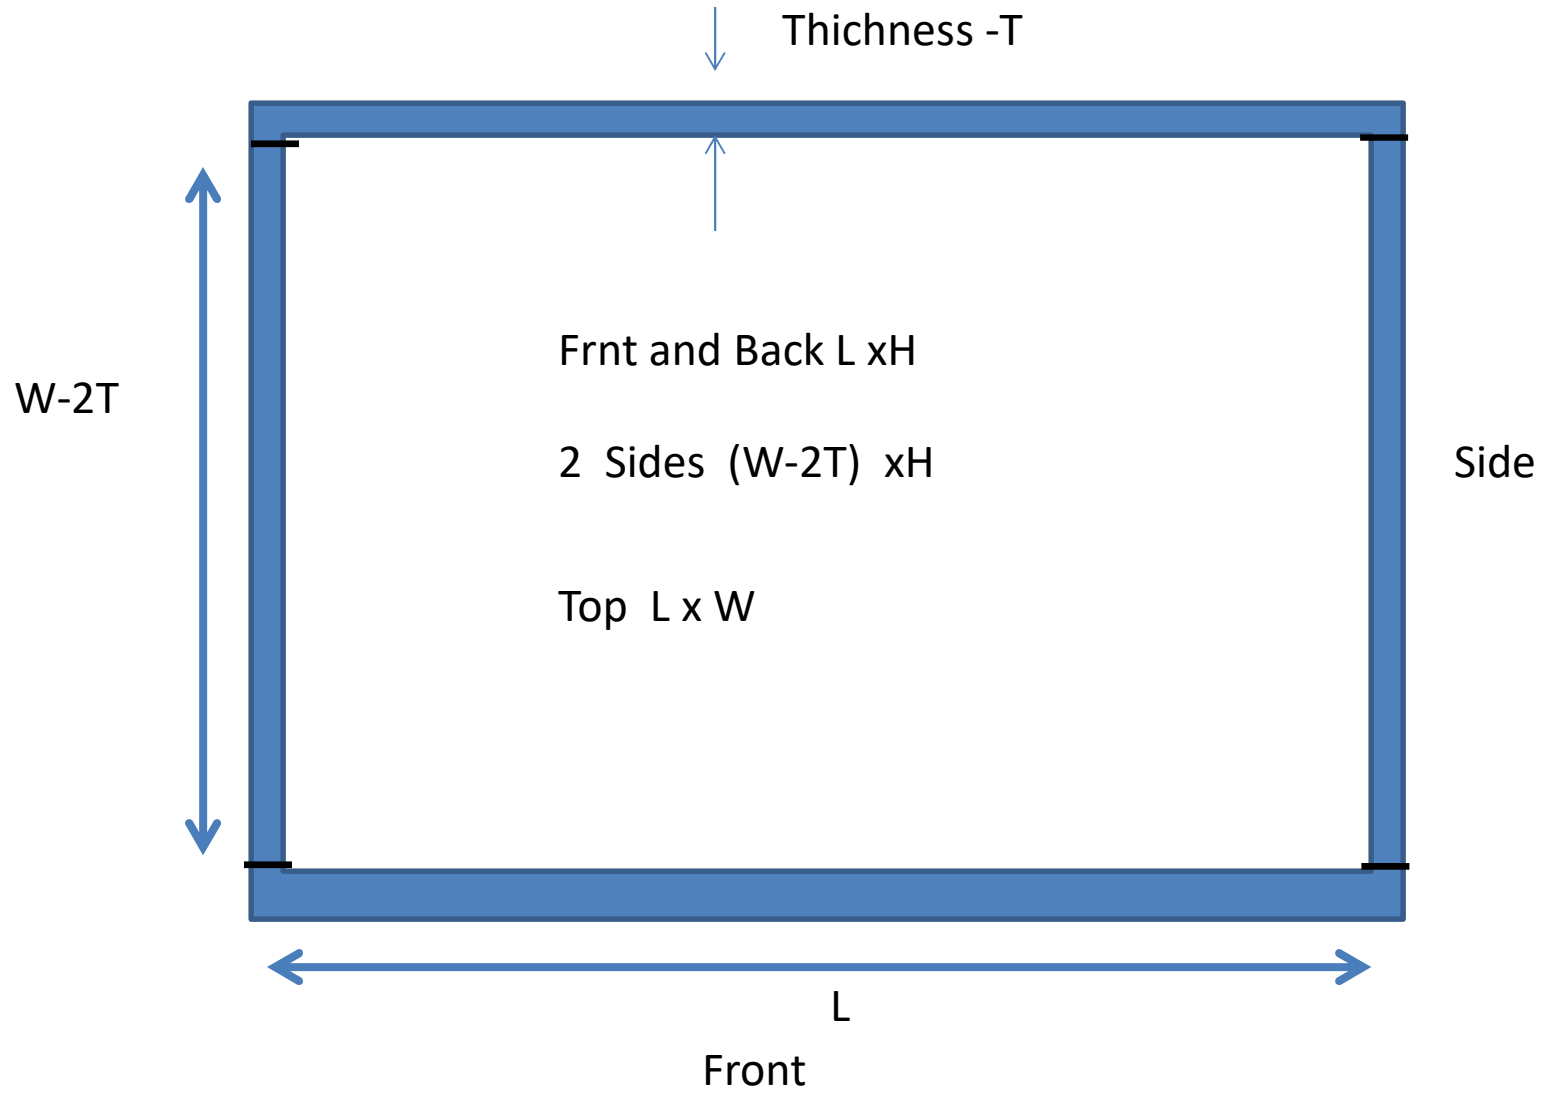 Thichness -T
Frnt and Back L xH
W-2T
2 Sides (W-2T) xH
Side
Top L x W
L
Front